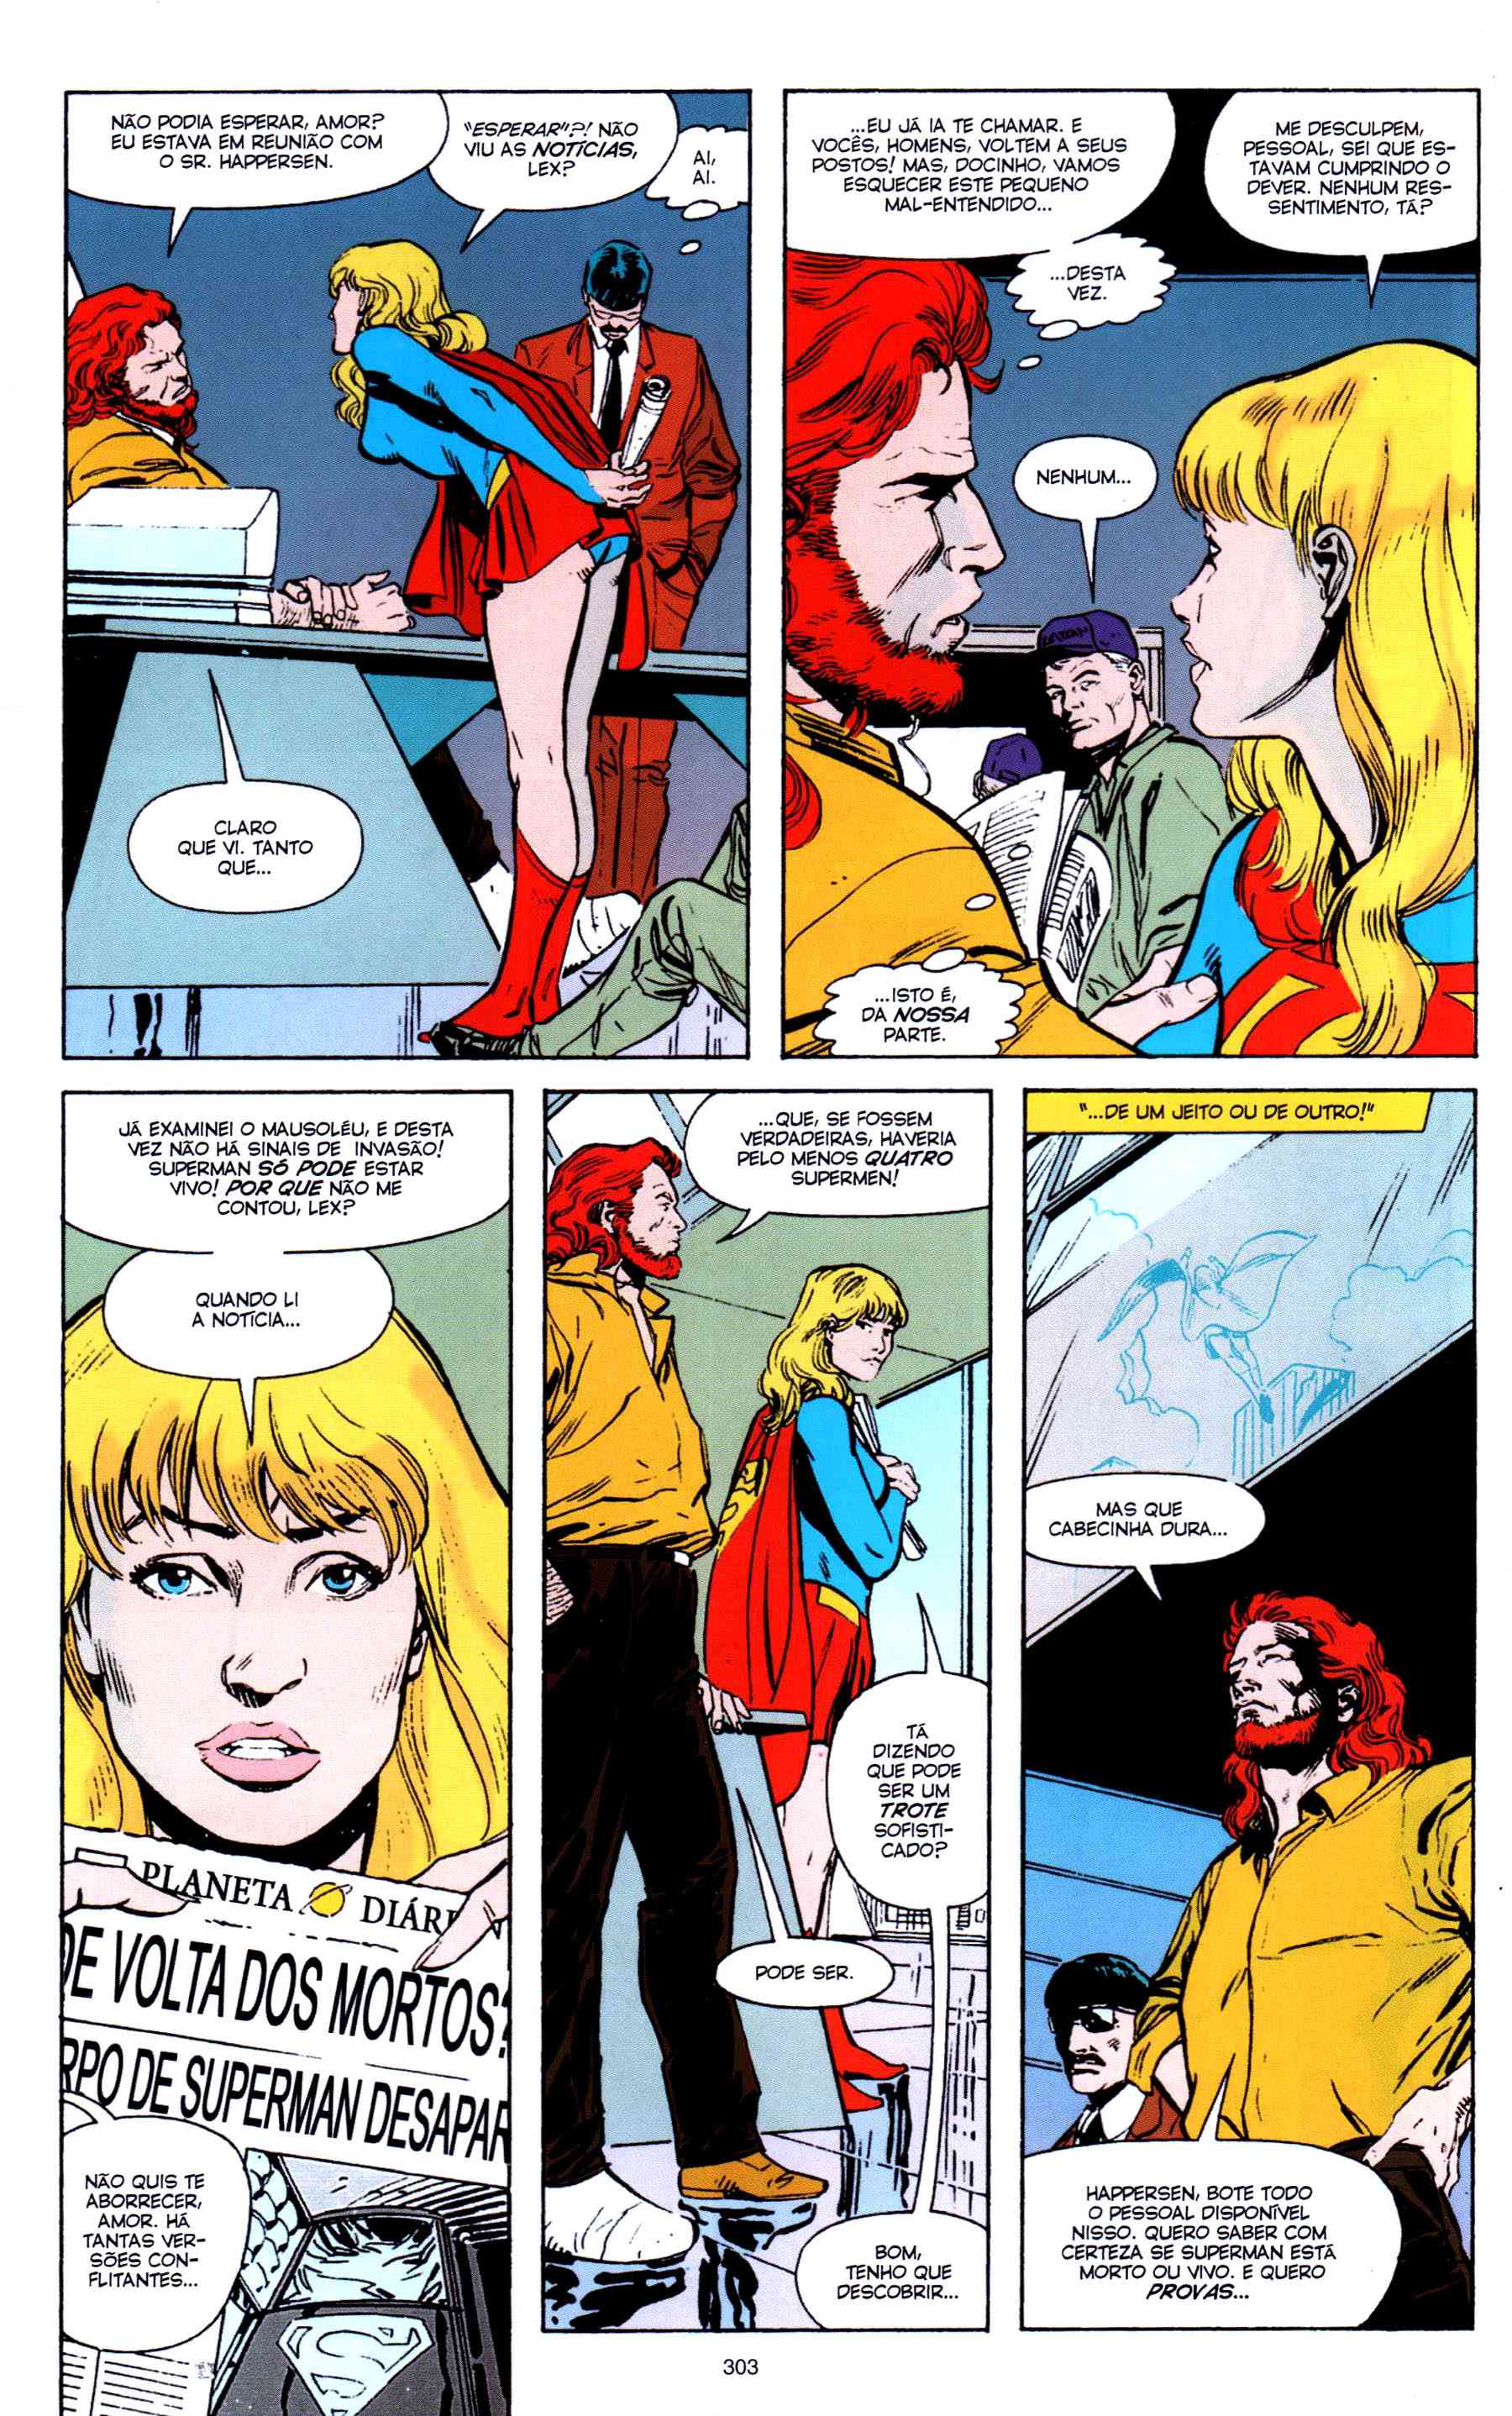 NÃO PODIA ESPERAR, AMOR?
EU ESTAVA EM REUNIÃO COM
O SR. HAPPERSEN.
"ESPERAR"?! NÃO
VIU AS NOTÍCIAS,
LEX?
AI,
AI.
CLARO
QUE VI. TANTO
QUE...
...EU JÁ IA TE CHAMAR. E
VOCÊS, HOMENS, VOLTEM A SEUS
POSTOS! MAS, DOCINHO, VAMOS
ESQUECER ESTE PEQUENO
MAL-ENTENDIDO...
...DESTA
VEZ.
ME DESCULPEM,
PESSOAL, SEI QUE ES-
TAVAM CUMPRINDO O
DEVER. NENHUM RES-
SENTIMENTO, TÁ?
NENHUM...
...ISTO É,
DA NOSSA
PARTE.
JÁ EXAMINEI O MAUSOLÉU, E DESTA
VEZ NÃO HÁ SINAIS DE INVASÃO!
SUPERMAN SÓ PODE ESTAR
VIVO! POR QUE NÃO ME
CONTOU, LEX?
QUANDO LI
A NOTÍCIA...
PLANETA DIÁRI
DE VOLTA DOS MORTOS?
RPO DE SUPERMAN DESAPAR
NÃO QUIS TE
ABORRECER,
AMOR. HÁ
TANTAS VER-
SÕES CON-
FLITANTES...
...QUE, SE FOSSEM
VERDADEIRAS, HAVERIA
PELO MENOS QUATRO
SUPERMEN!
TÁ
DIZENDO
QUE PODE
SER UM
TROTE
SOFISTI-
CADO?
PODE SER.
BOM,
TENHO QUE
DESCOBRIR...
"...DE UM JEITO OU DE OUTRO!"
MAS QUE
CABECINHA DURA...
HAPPERSEN, BOTE TODO
O PESSOAL DISPONÍVEL
NISSO. QUERO SABER COM
CERTEZA SE SUPERMAN ESTÁ
MORTO OU VIVO. E QUERO
PROVAS...
303